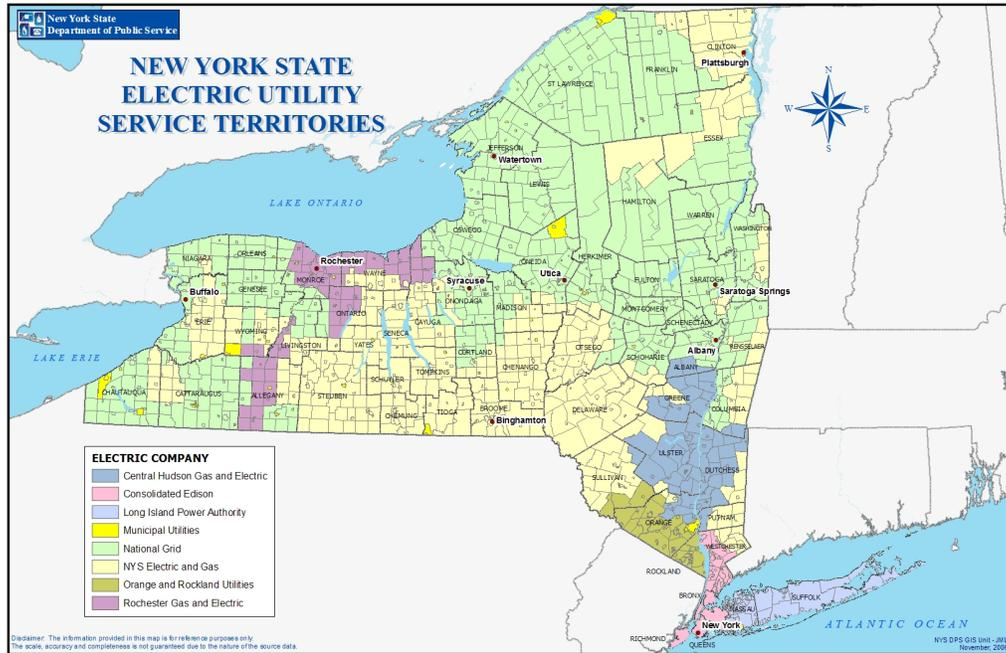 New York State
Department of Public Service
NEW YORK STATE
ELECTRIC UTILITY
SERVICE TERRITORIES
N
W
E
S
CLINTON
Plattsburgh
FRANKLIN
ST LAWRENCE
ESSEX
JEFFERSON
Watertown
LEWIS
HAMILTON
WARREN
WASHINGTON
LAKE ONTARIO
OSWEGO
ONEIDA
HERKIMER
NIAGARA
ORLEANS
Rochester
MONROE
WAYNE
Syracuse
Utica
FULTON
SARATOGA
Saratoga Springs
Buffalo
GENESEE
ONTARIO
ONONDAGA
MADISON
MONTGOMERY
SCHENECTADY
ERIE
WYOMING
LIVINGSTON
YATES
SENECA
CAYUGA
CORTLAND
OTSEGO
SCHOHARIE
Albany
RENSSELAER
LAKE ERIE
ALBANY
CHAUTAUQUA
CATTARAUGUS
ALLEGANY
STEUBEN
SCHUYLER
TOMPKINS
CHENANGO
CHEMUNG
TIOGA
BROOME
Binghamton
DELAWARE
GREENE
COLUMBIA
ULSTER
DUTCHESS
SULLIVAN
ORANGE
PUTNAM
WESTCHESTER
ROCKLAND
BRONX
NASSAU
SUFFOLK
New York
RICHMOND
QUEENS
ATLANTIC OCEAN
ELECTRIC COMPANY
Central Hudson Gas and Electric
Consolidated Edison
Long Island Power Authority
Municipal Utilities
National Grid
NYS Electric and Gas
Orange and Rockland Utilities
Rochester Gas and Electric
Disclaimer: The information provided in this map is for reference purposes only.
The scale, accuracy and completeness is not guaranteed due to the nature of the source data.
NYS DPS GIS Unit -
November,